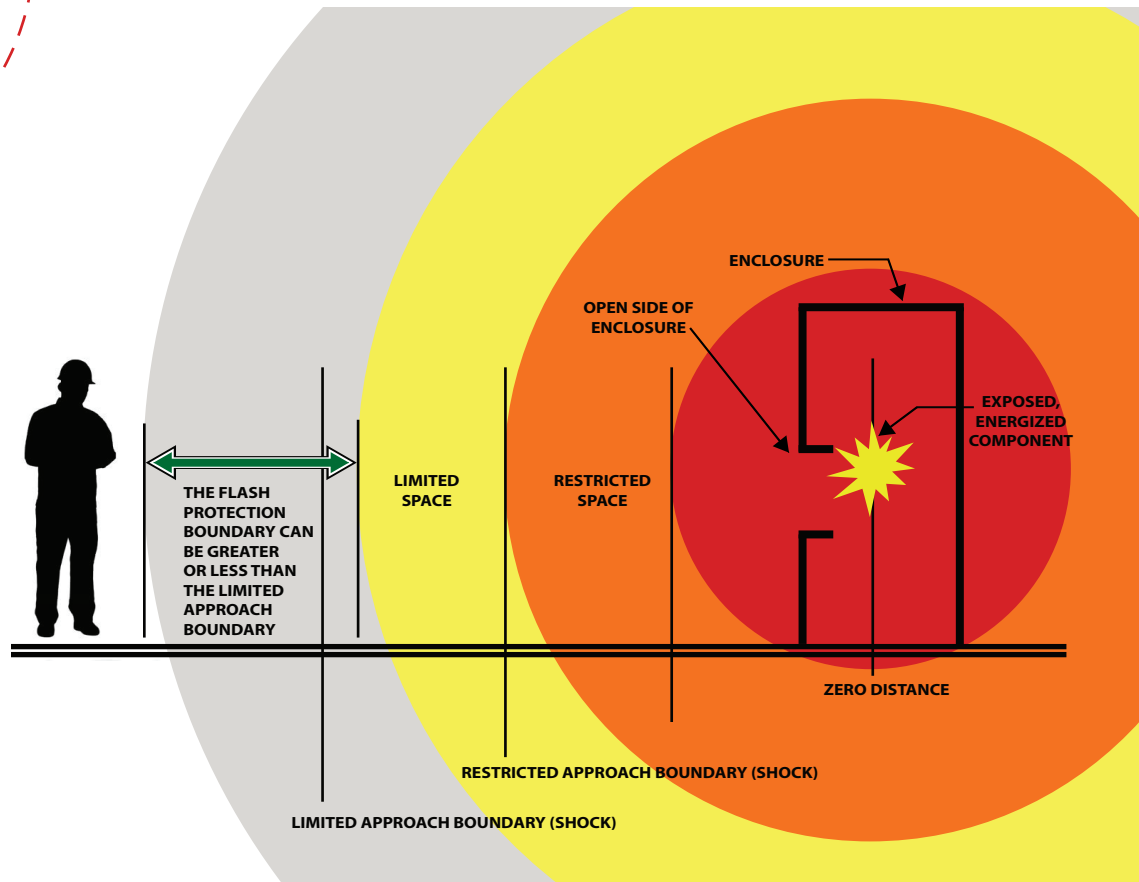 ENCLOSURE
OPEN SIDE OF
ENCLOSURE
EXPOSED,
ENERGIZED
COMPONENT
LIMITED
SPACE
RESTRICTED
SPACE
THE FLASH
PROTECTION
BOUNDARY CAN
BE GREATER
OR LESS THAN
THE LIMITED
APPROACH
BOUNDARY
ZERO DISTANCE
RESTRICTED APPROACH BOUNDARY (SHOCK)
LIMITED APPROACH BOUNDARY (SHOCK)